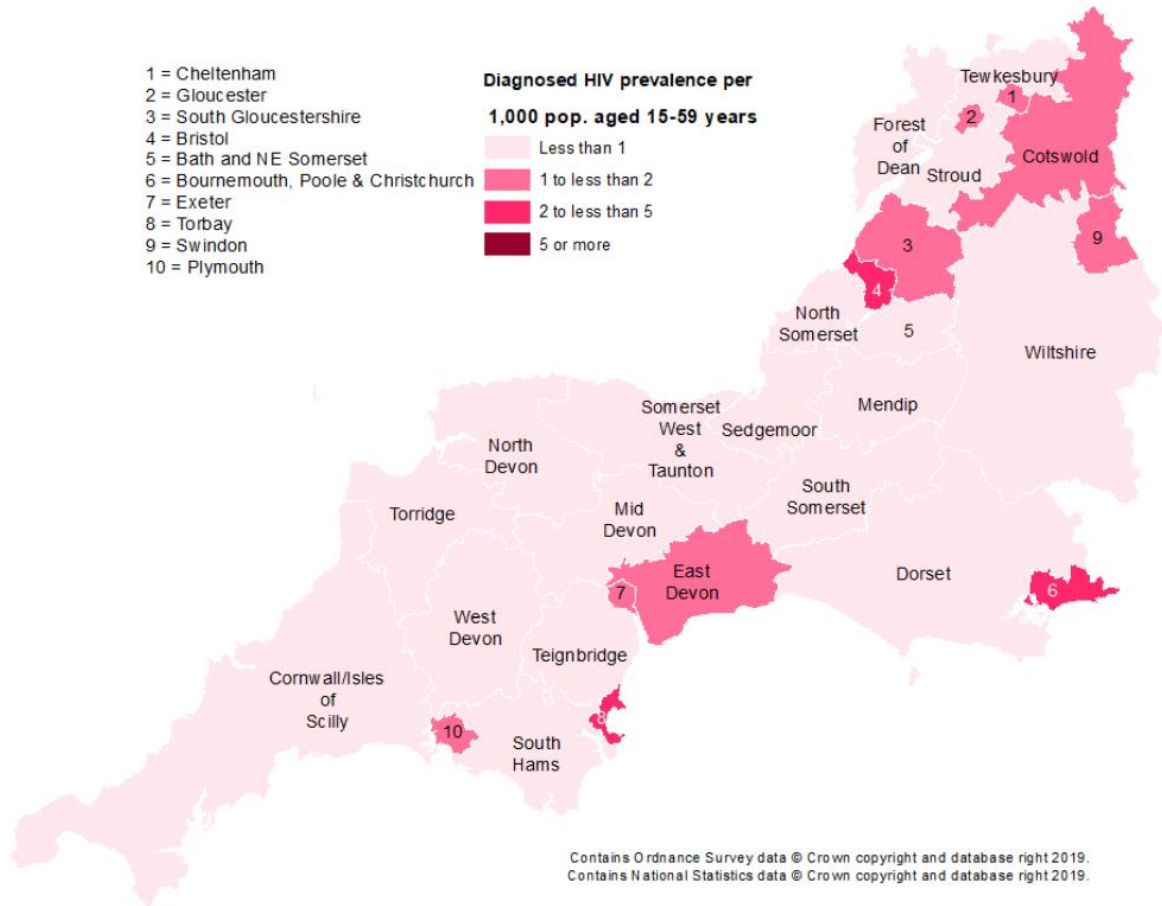 1 = Cheltenham
2 = Gloucester
3 = South Gloucestershire
4 = Bristol
5 = Bath and NE Somerset
6 = Bournemouth, Poole & Christchurch
7 = Exeter
8 = Torbay
9 = Swindon
10 = Plymouth
Diagnosed HIV prevalence per
1,000 pop. aged 15-59 years
Less than 1
1 to less than 2
2 to less than 5
5 or more
Tewkesbury
1
2
Forest
of
Dean
Stroud
Cotswold
3
9
4
North
Somerset
5
Wiltshire
Mendip
Somerset
West
&
Taunton
Sedgemoor
North
Devon
South
Somerset
Torridge
Mid
Devon
East
Devon
7
Dorset
6
West
Devon
Teignbridge
Cornwall/Isles
of
Scilly
10
8
South
Hams
Contains Ordnance Survey data © Crown copyright and database right 2019.
Contains National Statistics data © Crown copyright and database right 2019.